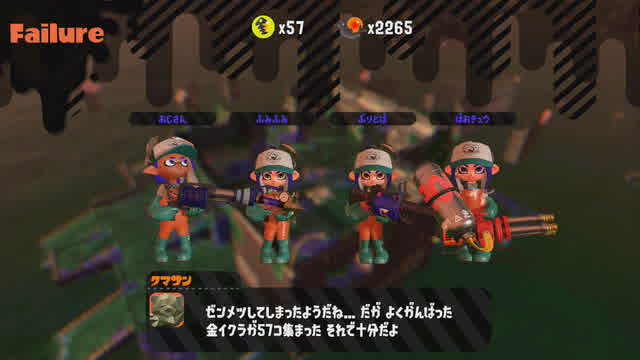 Failure
x57 x2265
おじさん ふみふみ ぷりとぱ ぱおチュウ
クマサン
ゼンメツしてしまったようだね... だが よくがんばった
金イクラが57コ集まった それで十分だよ